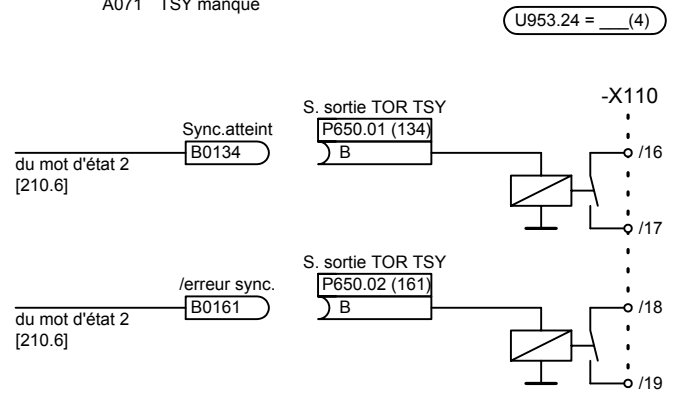 A071 TSY manque
U953.24 = ___(4)
-X110
S. sortie TOR TSY
Sync.atteint
P650.01 (134)
B0134
B
/16
du mot d'état 2
[210.6]
/17
S. sortie TOR TSY
/erreur sync.
P650.02 (161)
B0161
B
/18
du mot d'état 2
[210.6]
/19